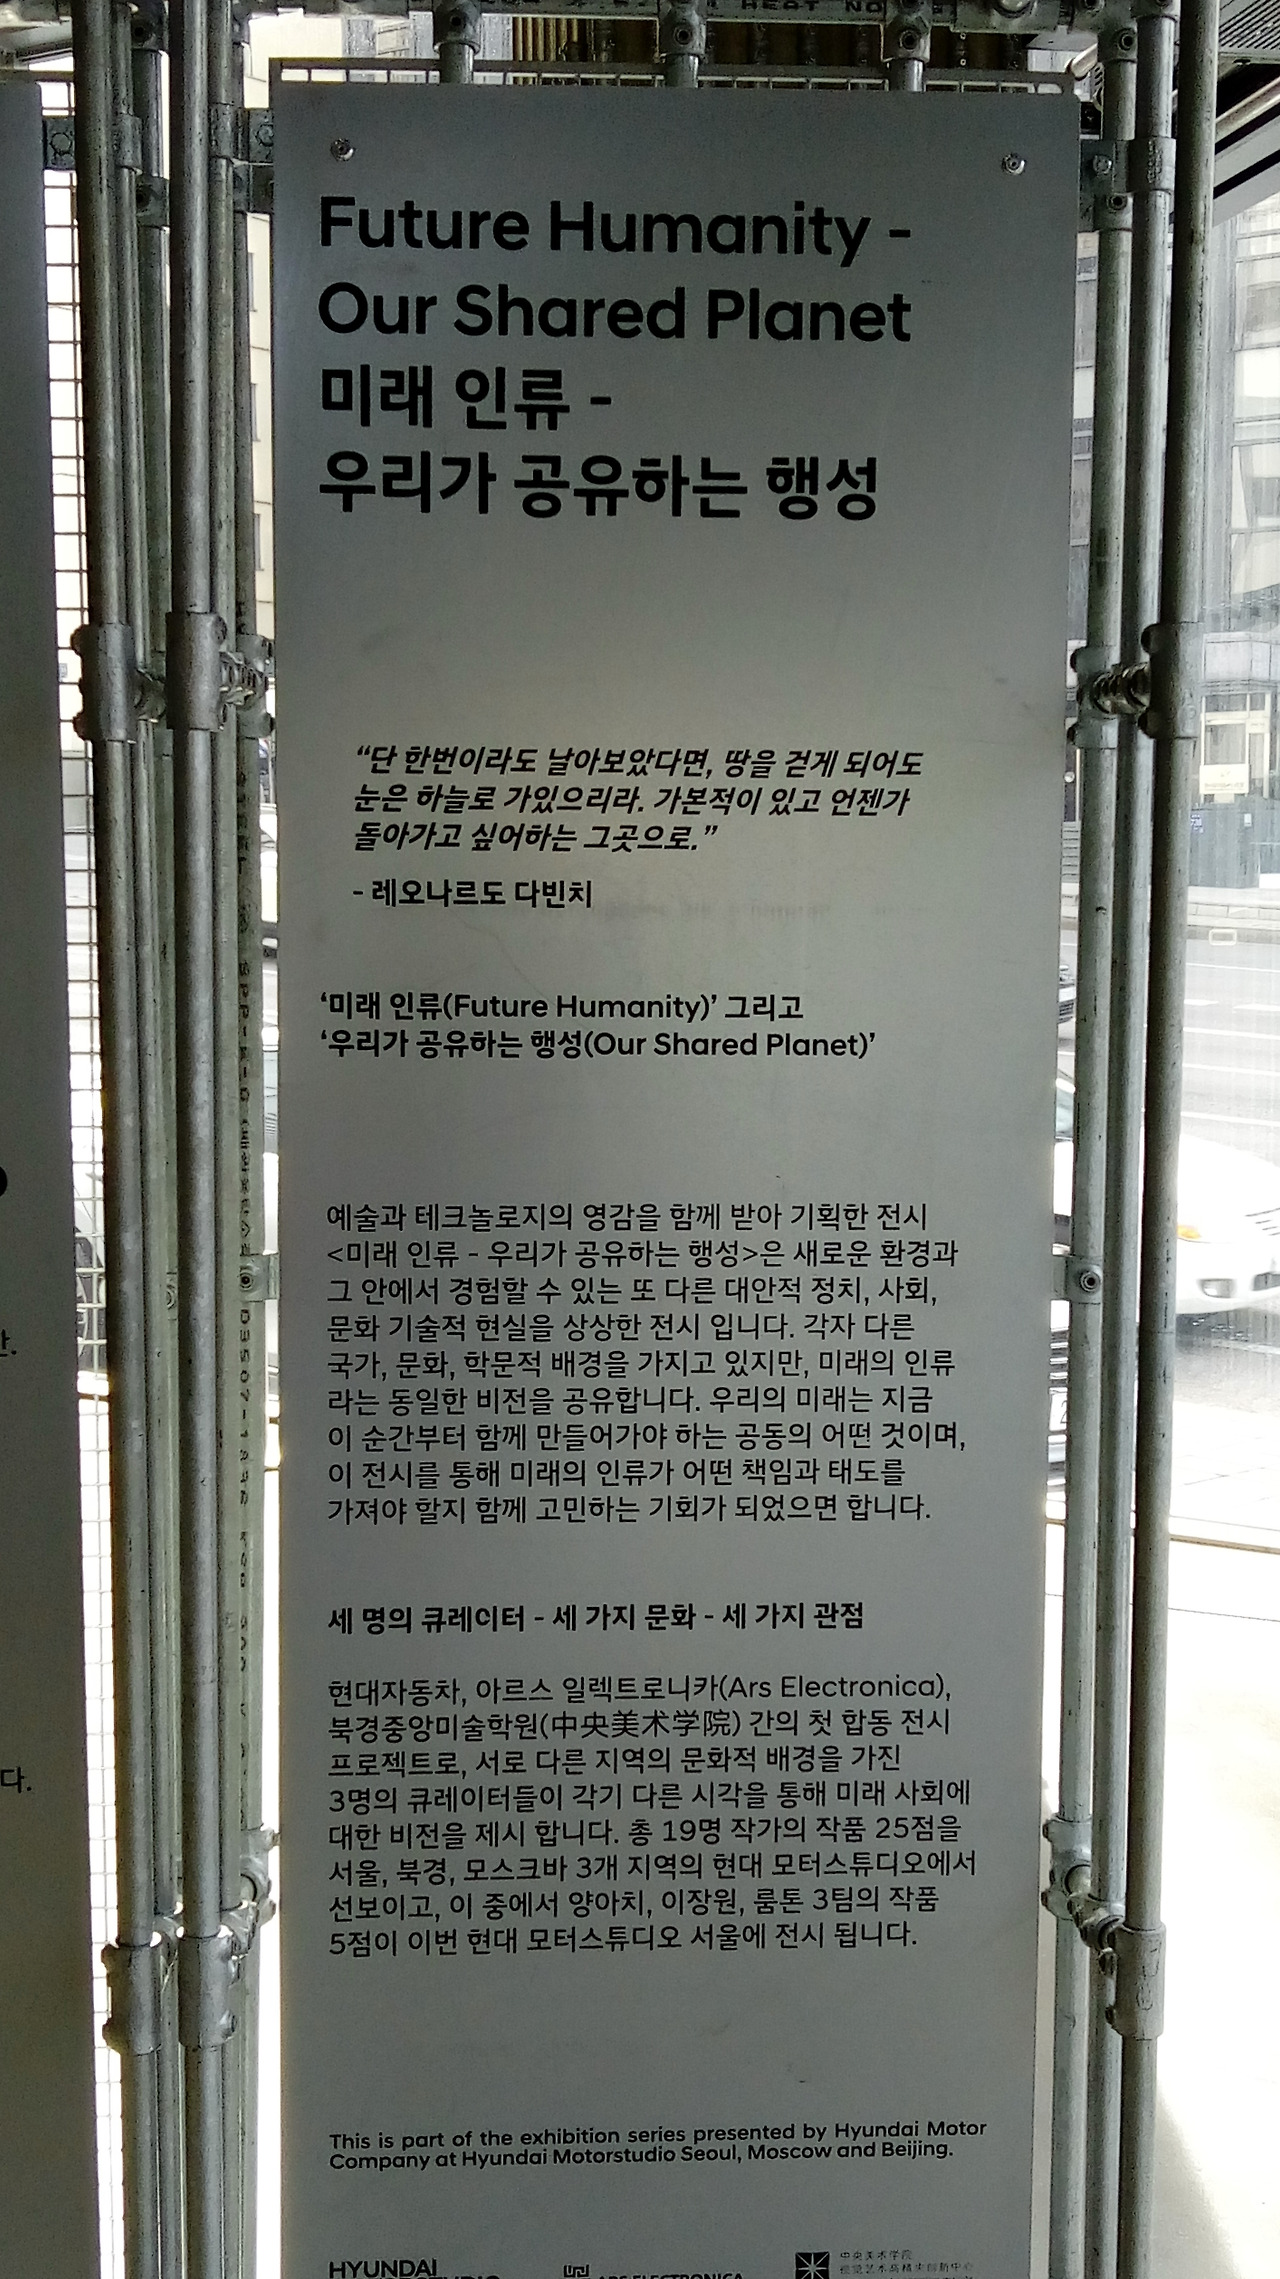 HEAT NO
Future Humanity -
Our Shared Planet
미래 인류 -
우리가 공유하는 행성
“단 한번이라도 날아보았다면, 땅을 걷게 되어도
눈은 하늘로 가있으리라. 가본적이 있고 언젠가
돌아가고 싶어하는 그곳으로.”
- 레오나르도 다빈치
‘미래 인류(Future Humanity)’ 그리고
‘우리가 공유하는 행성(Our Shared Planet)’
예술과 테크놀로지의 영감을 함께 받아 기획한 전시
<미래 인류 - 우리가 공유하는 행성>은 새로운 환경과
그 안에서 경험할 수 있는 또 다른 대안적 정치, 사회,
문화 기술적 현실을 상상한 전시 입니다. 각자 다른
국가, 문화, 학문적 배경을 가지고 있지만, 미래의 인류
라는 동일한 비전을 공유합니다. 우리의 미래는 지금
이 순간부터 함께 만들어가야 하는 공동의 어떤 것이며,
이 전시를 통해 미래의 인류가 어떤 책임과 태도를
가져야 할지 함께 고민하는 기회가 되었으면 합니다.
세 명의 큐레이터 - 세 가지 문화 - 세 가지 관점
현대자동차, 아르스 일렉트로니카(Ars Electronica),
북경중앙미술학원(中央美术学院) 간의 첫 합동 전시
프로젝트로, 서로 다른 지역의 문화적 배경을 가진
3명의 큐레이터들이 각기 다른 시각을 통해 미래 사회에
대한 비전을 제시 합니다. 총 19명 작가의 작품 25점을
서울, 북경, 모스크바 3개 지역의 현대 모터스튜디오에서
선보이고, 이 중에서 양아치, 이장원, 룸톤 3팀의 작품
5점이 이번 현대 모터스튜디오 서울에 전시 됩니다.
This is part of the exhibition series presented by Hyundai Motor
Company at Hyundai Motorstudio Seoul, Moscow and Beijing.
HYUNDAI
ARS ELECTRONICA
中央美术学院
다.